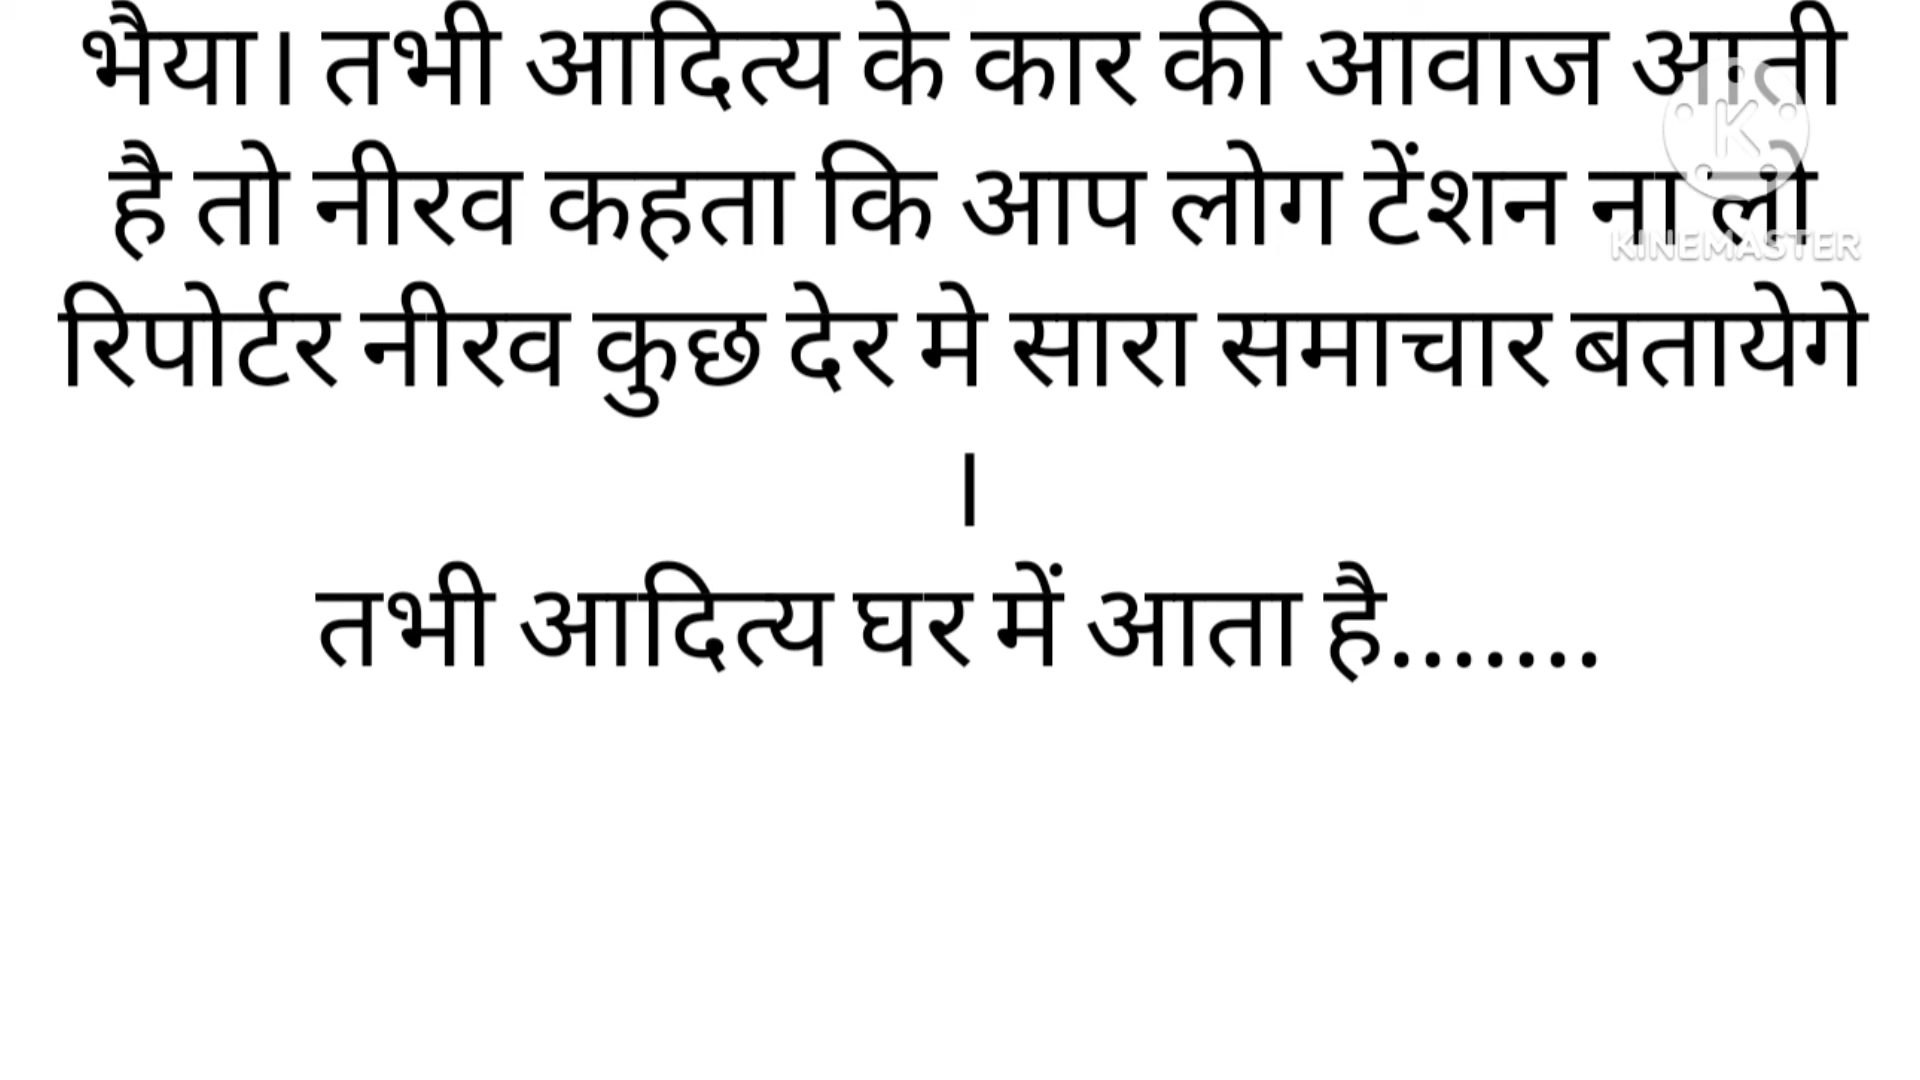 भैया। तभी आदित्य के कार की आवाज आती
है तो नीरव कहता कि आप लोग टेंशन ना लो
KINEMASTER
रिपोर्टर नीरव कुछ देर मे सारा समाचार बतायेगे
।
तभी आदित्य घर में आता है.......